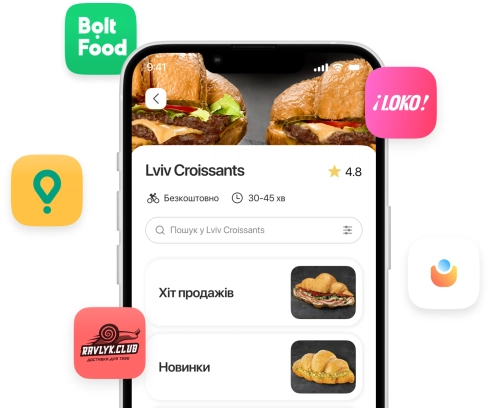 Bolt
Food
9:41
¡LOKO!
Lviv Croissants
4.8
Безкоштовно
30-45 хв
Пошук у Lviv Croissants
Хіт продажів
RAVLYK.CLUB
ДОСТАВКА ДЛЯ ТЕБЕ
Новинки